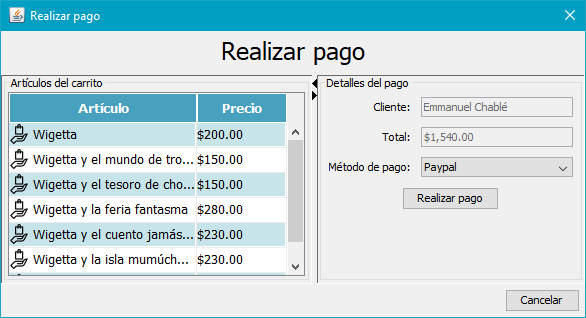 Realizar pago
Realizar pago
Artículos del carrito
Artículo Precio
Wigetta $200.00
Wigetta y el mundo de tro... $150.00
Wigetta y el tesoro de cho... $150.00
Wigetta y la feria fantasma $280.00
Wigetta y el cuento jamás... $230.00
Wigetta y la isla mumúch... $230.00
Detalles del pago
Cliente: Emmanuel Chablé
Total: $1,540.00
Método de pago: Paypal
Realizar pago
Cancelar